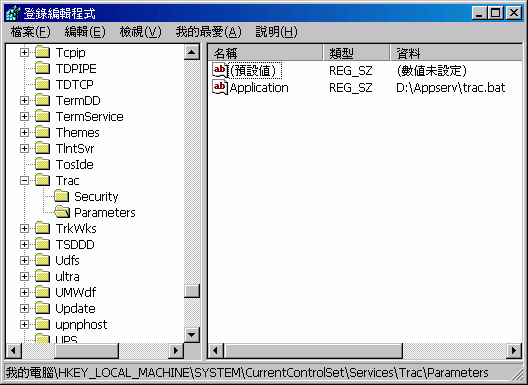 登錄編輯程式
檔案(F) 編輯(E) 檢視(V) 我的最愛(A) 說明(H)
Tcpip
TDPIPE
TDTCP
TermDD
TermService
Themes
TlntSvr
TosIde
Trac
Security
Parameters
TrkWks
TSDDD
Udfs
ultra
UMWdf
Update
upnphost
UPS
名稱 類型 資料
(預設值) REG_SZ (數值未設定)
Application REG_SZ D:\Appserv\trac.bat
我的電腦\HKEY_LOCAL_MACHINE\SYSTEM\CurrentControlSet\Services\Trac\Parameters